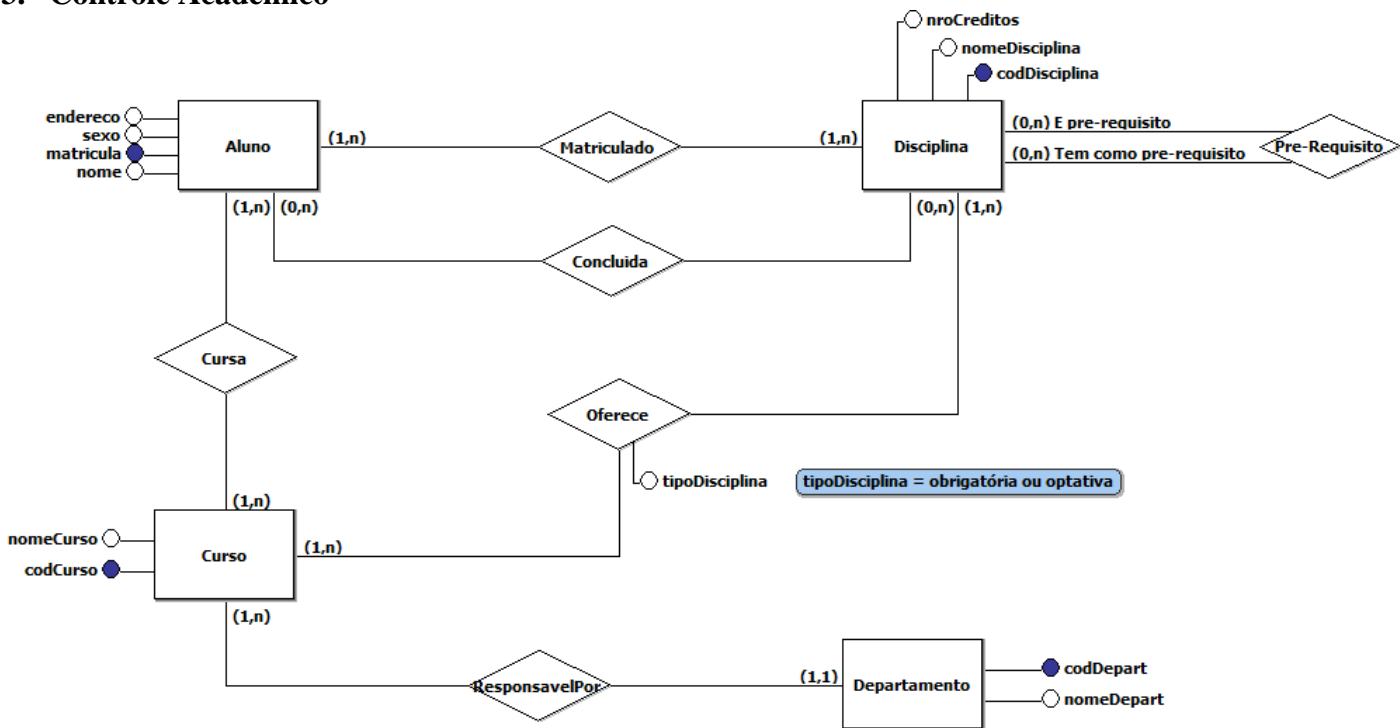 3. Controle Acadêmico
nroCreditos
nomeDisciplina
codDisciplina
endereco
sexo
matricula
nome
Aluno
(1,n)
Matriculado
(1,n)
Disciplina
(0,n) E pre-requisito
(0,n) Tem como pre-requisito
Pre-Requisito
(1,n) (0,n)
(0,n) (1,n)
Concluida
Cursa
Oferece
tipoDisciplina
tipoDisciplina = obrigatória ou optativa
(1,n)
nomeCurso
codCurso
Curso
(1,n)
(1,n)
ResponsavelPor
(1,1)
Departamento
codDepart
nomeDepart